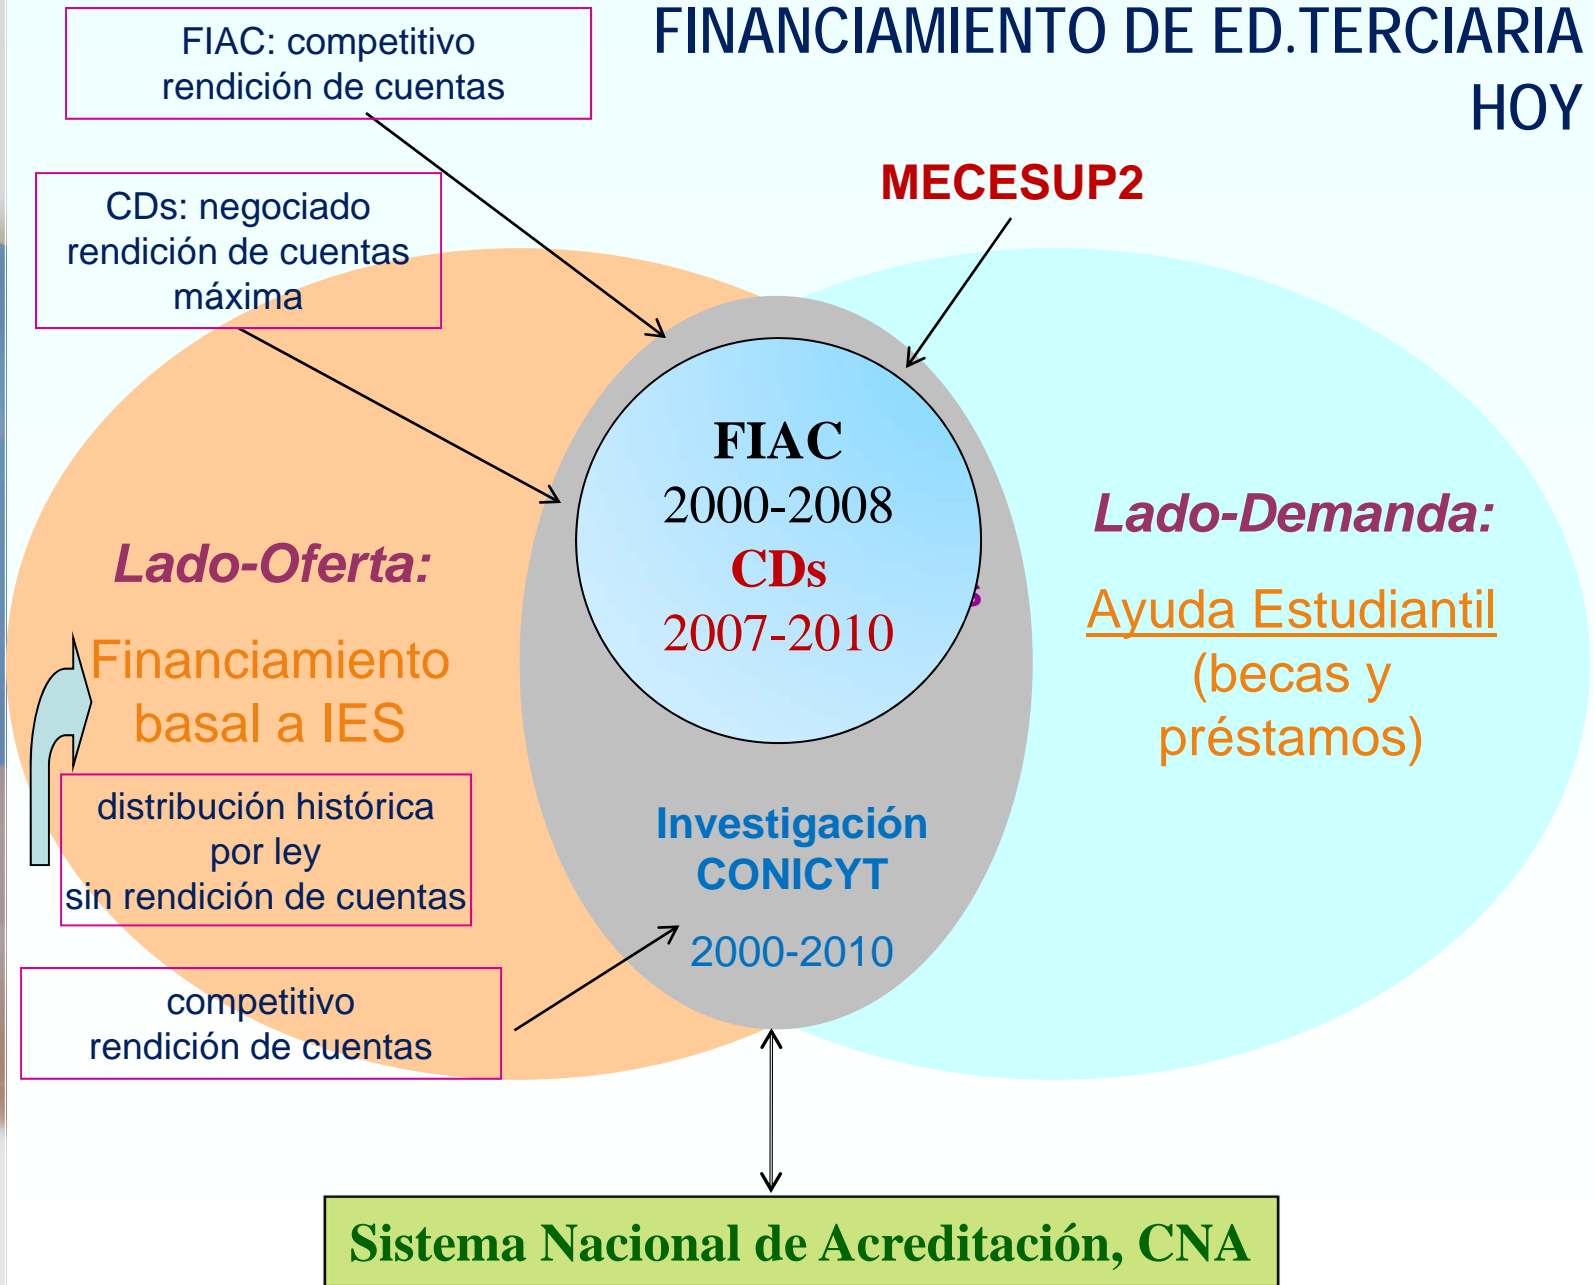 FINANCIAMIENTO DE ED.TERCIARIA
HOY
FIAC: competitivo
rendición de cuentas
MECESUP2
CDs: negociado
rendición de cuentas
máxima
FIAC
2000-2008
CDs
2007-2010
Lado-Oferta:
Financiamiento
basal a IES
Lado-Demanda:
Ayuda Estudiantil
(becas y
préstamos)
distribución histórica
por ley
sin rendición de cuentas
Investigación
CONICYT
2000-2010
competitivo
rendición de cuentas
Sistema Nacional de Acreditación, CNA